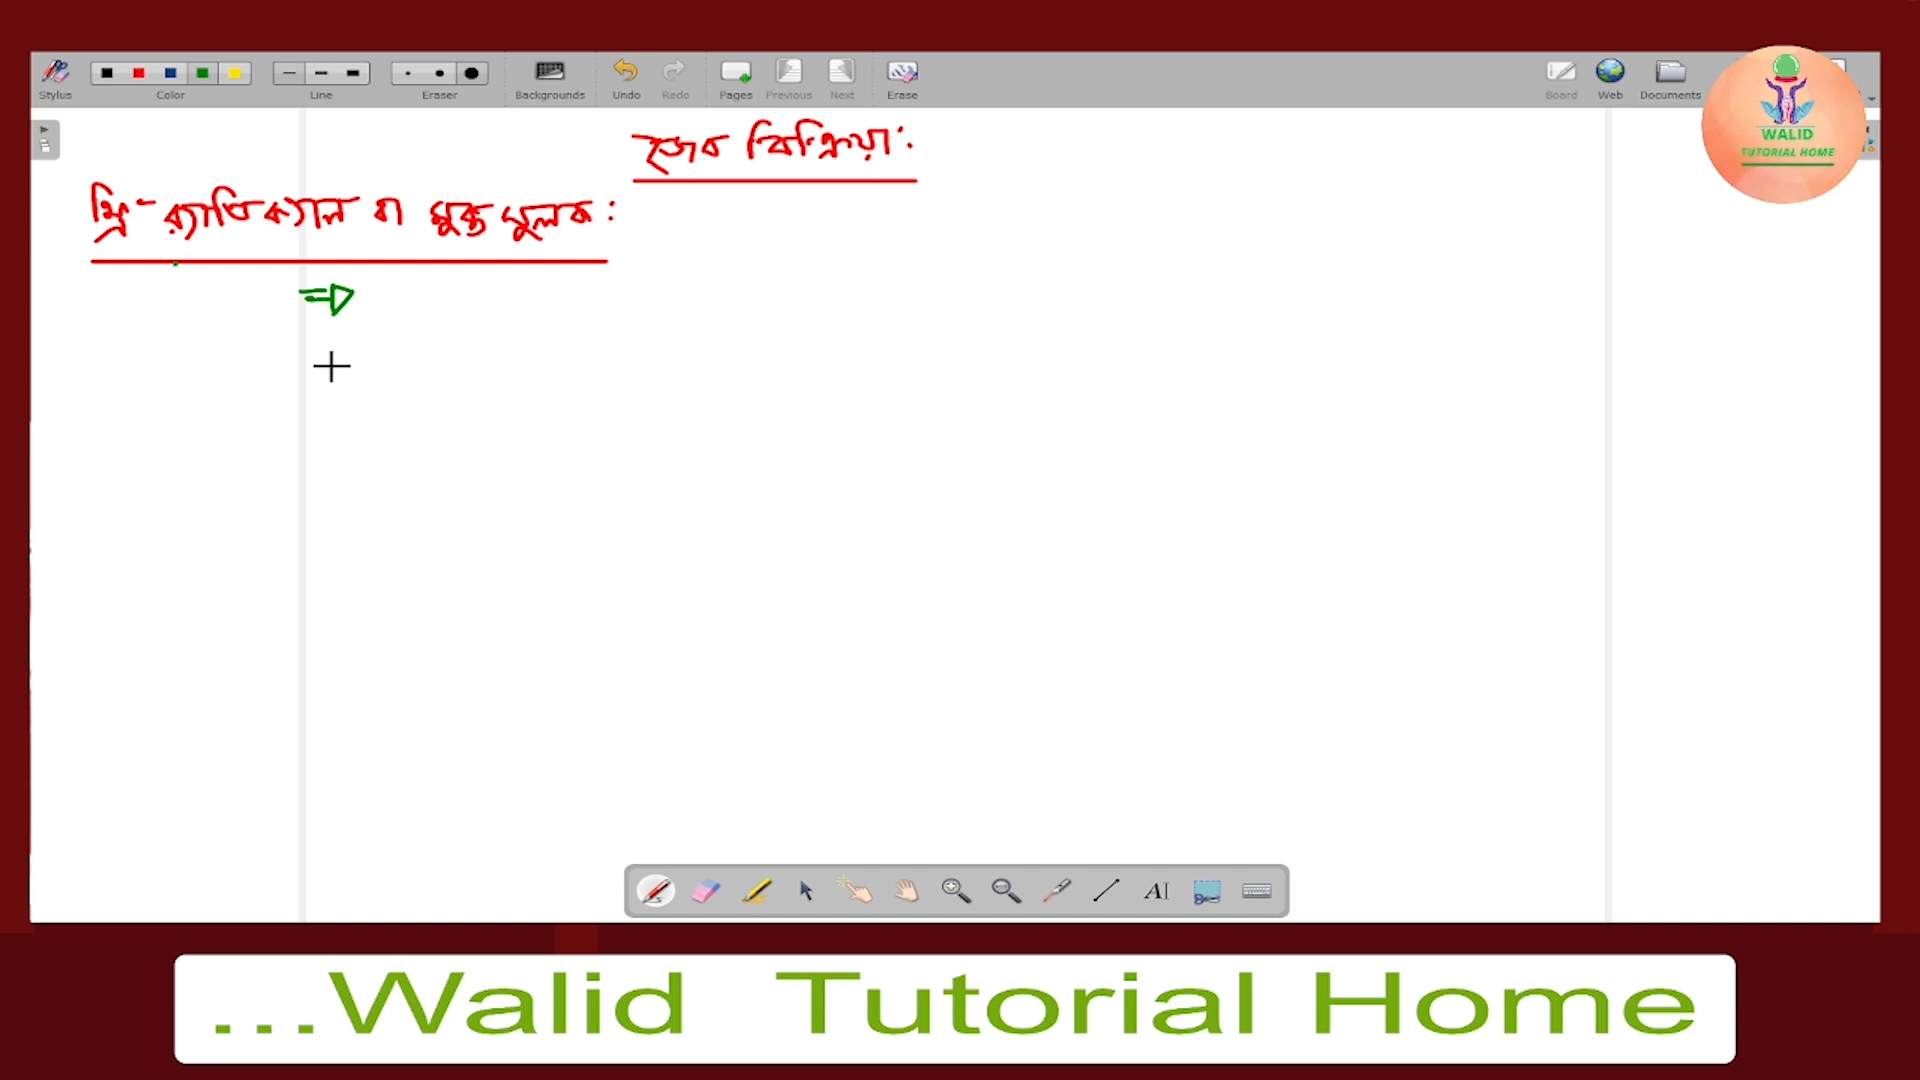 Stylus Color Line Eraser Backgrounds Undo Redo Pages Previous Next Erase Board Web Documents
জৈব বিক্রিয়া:
ফ্রি-র‍্যাডিক্যাল বা মুক্ত মূলক:
WALID
TUTORIAL HOME
AI
...Walid Tutorial Home